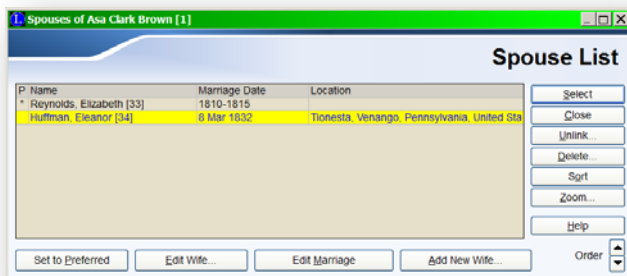 Spouses of Asa Clark Brown [1]
Spouse List
P Name Marriage Date Location
* Reynolds, Elizabeth [33] 1810-1815
Huffman, Eleanor [34] 8 Mar 1832 Tionesta, Venango, Pennsylvania, United Sta
Select
Close
Unlink...
Delete...
Sort
Zoom...
Help
Set to Preferred Edit Wife... Edit Marriage Add New Wife... Order